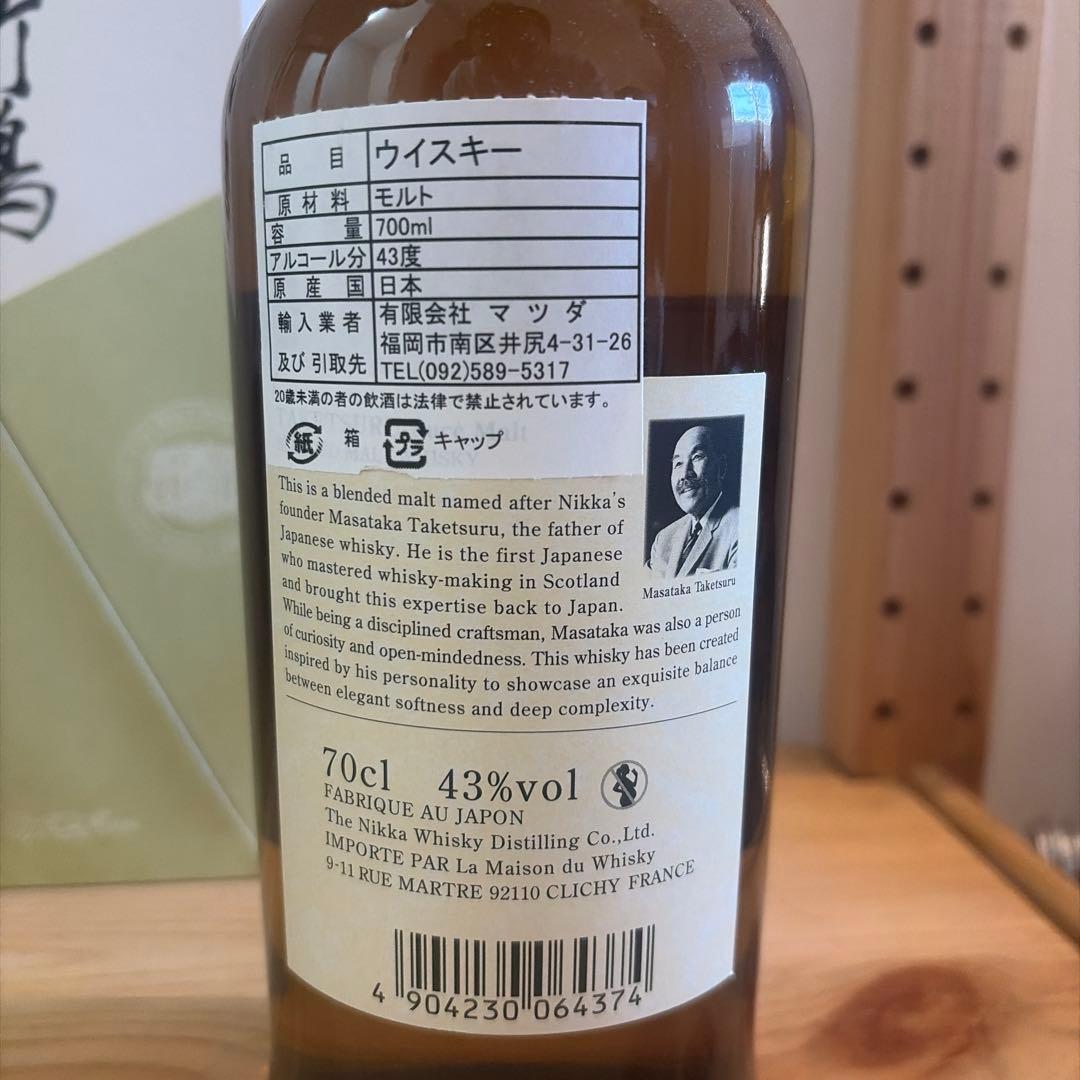 竹鶴
品目 ウイスキー
原材料 モルト
容量 700ml
アルコール分 43度
原産国 日本
輸入業者及び引取先 有限会社 マツダ
福岡市南区井尻4-31-26
TEL(092)589-5317
20歳未満の者の飲酒は法律で禁止されています。
紙 箱 プラ キャップ
This is a blended malt named after Nikka's
founder Masataka Taketsuru, the father of
Japanese whisky. He is the first Japanese
who mastered whisky-making in Scotland
and brought this expertise back to Japan.
While being a disciplined craftsman, Masataka was also a person
of curiosity and open-mindedness. This whisky has been created
inspired by his personality to showcase an exquisite balance
between elegant softness and deep complexity.
Masataka Taketsuru
70cl 43%vol
FABRIQUE AU JAPON
The Nikka Whisky Distilling Co.,Ltd.
IMPORTE PAR La Maison du Whisky
9-11 RUE MARTRE 92110 CLICHY FRANCE
4 904230 064374